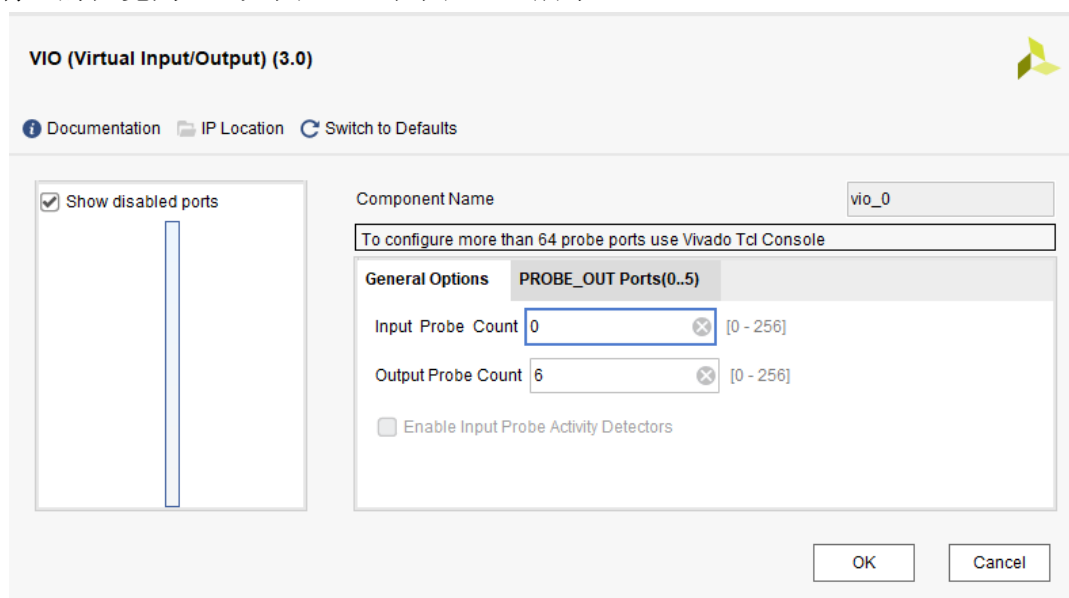 VIO (Virtual Input/Output) (3.0)
Documentation IP Location Switch to Defaults
Show disabled ports
Component Name vio_0
To configure more than 64 probe ports use Vivado Tcl Console
General Options PROBE_OUT Ports(0..5)
Input Probe Count 0 [0 - 256]
Output Probe Count 6 [0 - 256]
Enable Input Probe Activity Detectors
OK Cancel